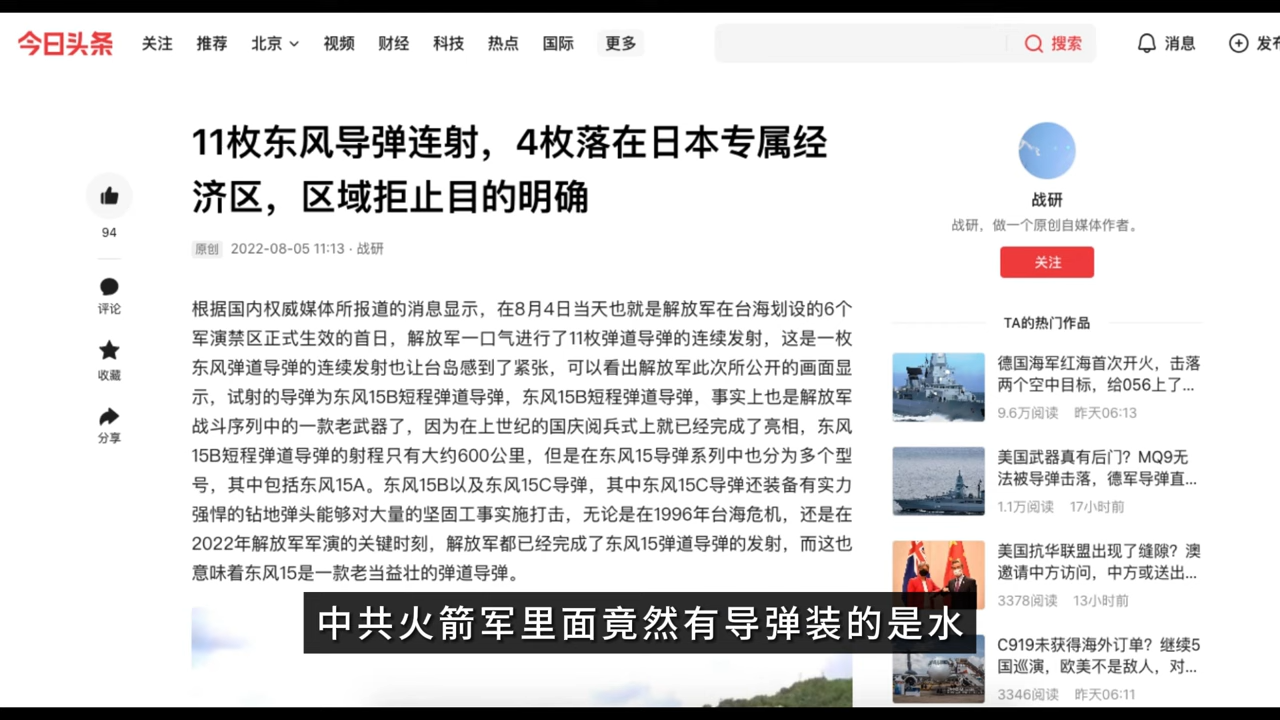 今日头条 关注 推荐 北京 视频 财经 科技 热点 国际 更多 搜索 消息 发布
11枚东风导弹连射，4枚落在日本专属经
济区，区域拒止目的明确
原创 2022-08-05 11:13 · 战研
94
评论
收藏
分享
根据国内权威媒体所报道的消息显示，在8月4日当天也就是解放军在台海划设的6个
军演禁区正式生效的首日，解放军一口气进行了11枚弹道导弹的连续发射，这是一枚
东风弹道导弹的连续发射也让台岛感到了紧张，可以看出解放军此次所公开的画面显
示，试射的导弹为东风15B短程弹道导弹，东风15B短程弹道导弹，事实上也是解放军
战斗序列中的一款老武器了，因为在上世纪的国庆阅兵式上就已经完成了亮相，东风
15B短程弹道导弹的射程只有大约600公里，但是在东风15导弹系列中也分为多个型
号，其中包括东风15A。东风15B以及东风15C导弹，其中东风15C导弹还装备有实力
强悍的钻地弹头能够对大量的坚固工事实施打击，无论是在1996年台海危机，还是在
2022年解放军军演的关键时刻，解放军都已经完成了东风15弹道导弹的发射，而这也
意味着东风15是一款老当益壮的弹道导弹。
战研
战研，做一个原创自媒体作者。
关注
TA的热门作品
德国海军红海首次开火，击落
两个空中目标，给056上了...
9.6万阅读 昨天06:13
美国武器真有后门？MQ9无
法被导弹击落，德军导弹直...
1.1万阅读 17小时前
美国抗华联盟出现了缝隙？澳
邀请中方访问，中方或送出...
3378阅读 13小时前
C919未获得海外订单？继续5
国巡演，欧美不是敌人，对...
3346阅读 昨天06:11
中共火箭军里面竟然有导弹装的是水